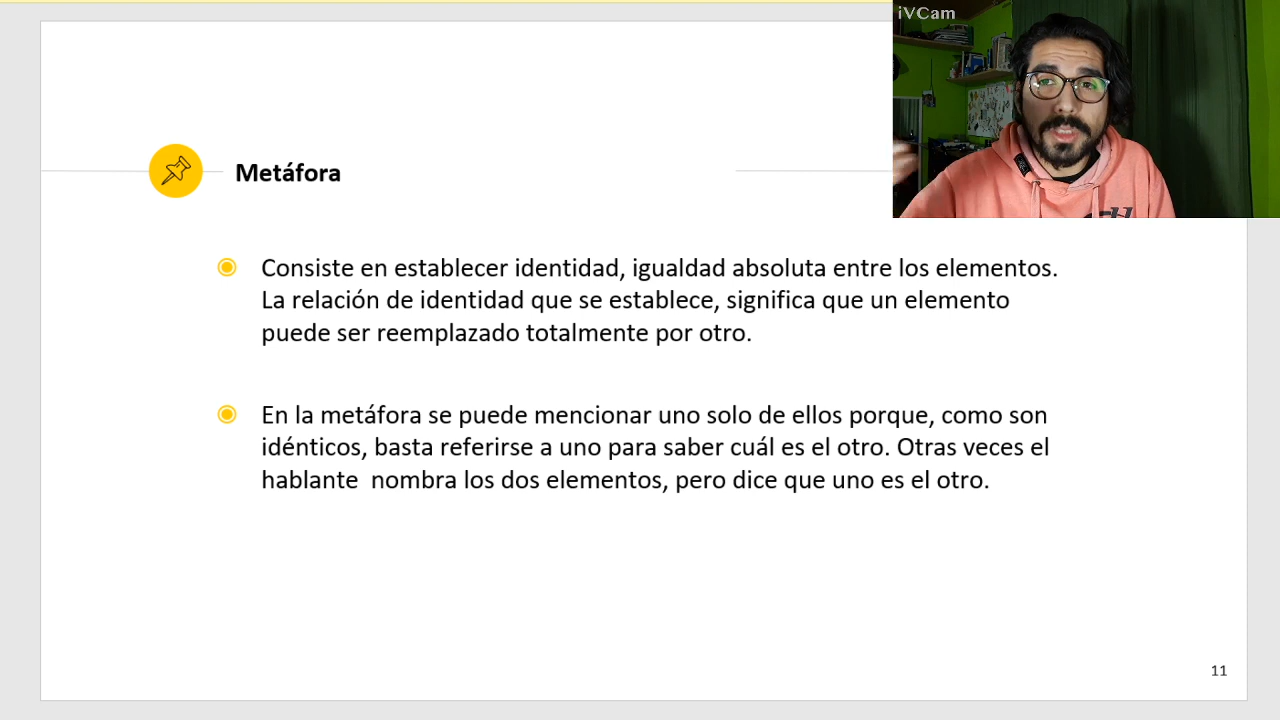 iVCam
Metáfora
Consiste en establecer identidad, igualdad absoluta entre los elementos.
La relación de identidad que se establece, significa que un elemento
puede ser reemplazado totalmente por otro.
En la metáfora se puede mencionar uno solo de ellos porque, como son
idénticos, basta referirse a uno para saber cuál es el otro. Otras veces el
hablante  nombra los dos elementos, pero dice que uno es el otro.
11